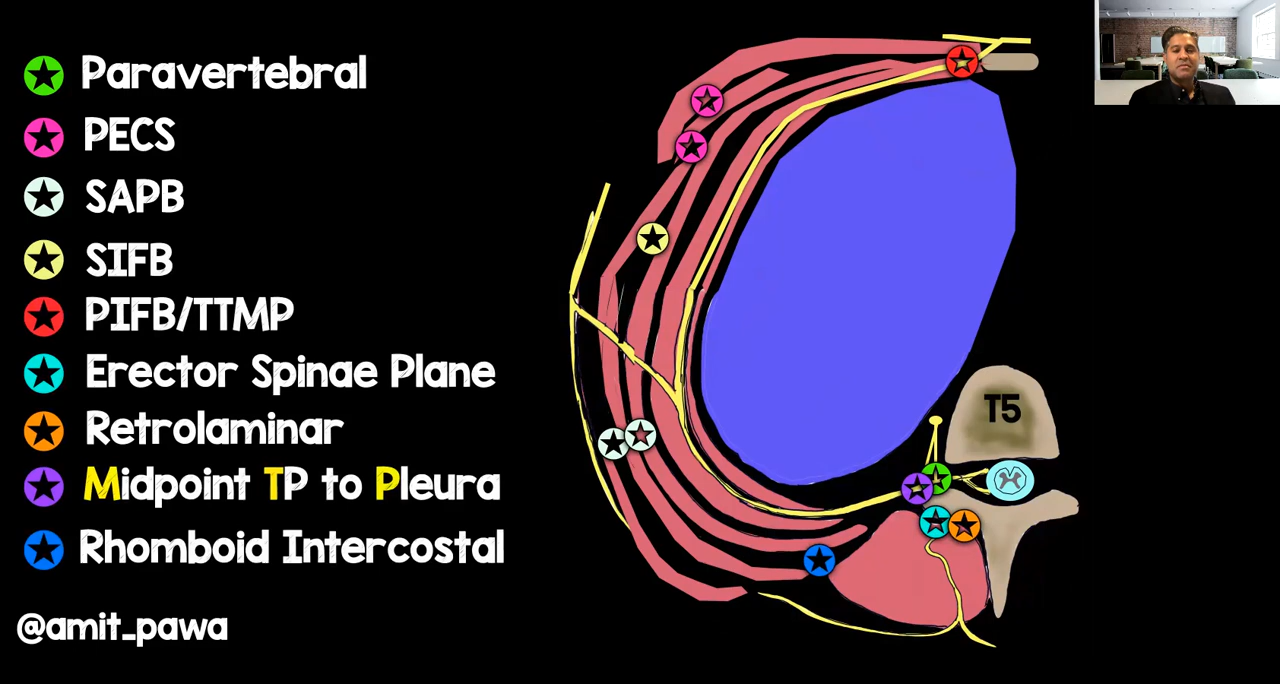 Paravertebral
PECS
SAPB
SIFB
PIFB/TTMP
Erector Spinae Plane
Retrolaminar
Midpoint TP to Pleura
Rhomboid Intercostal
@amit_pawa
T5